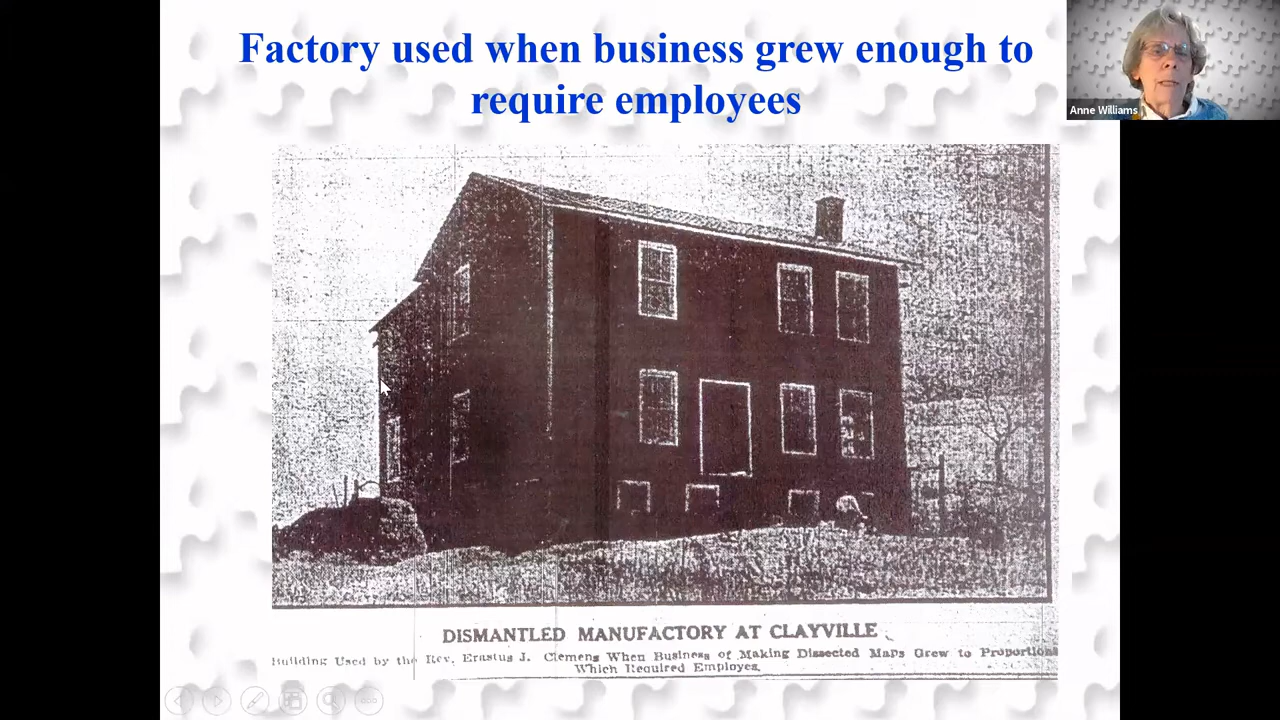 Factory used when business grew enough to
require employees
Anne Williams
DISMANTLED MANUFACTORY AT CLAYVILLE
Building Used by the Rev. Erastus J. Clemens When Business of Making Dissected Maps Grew to Proportions
Which Required Employes.